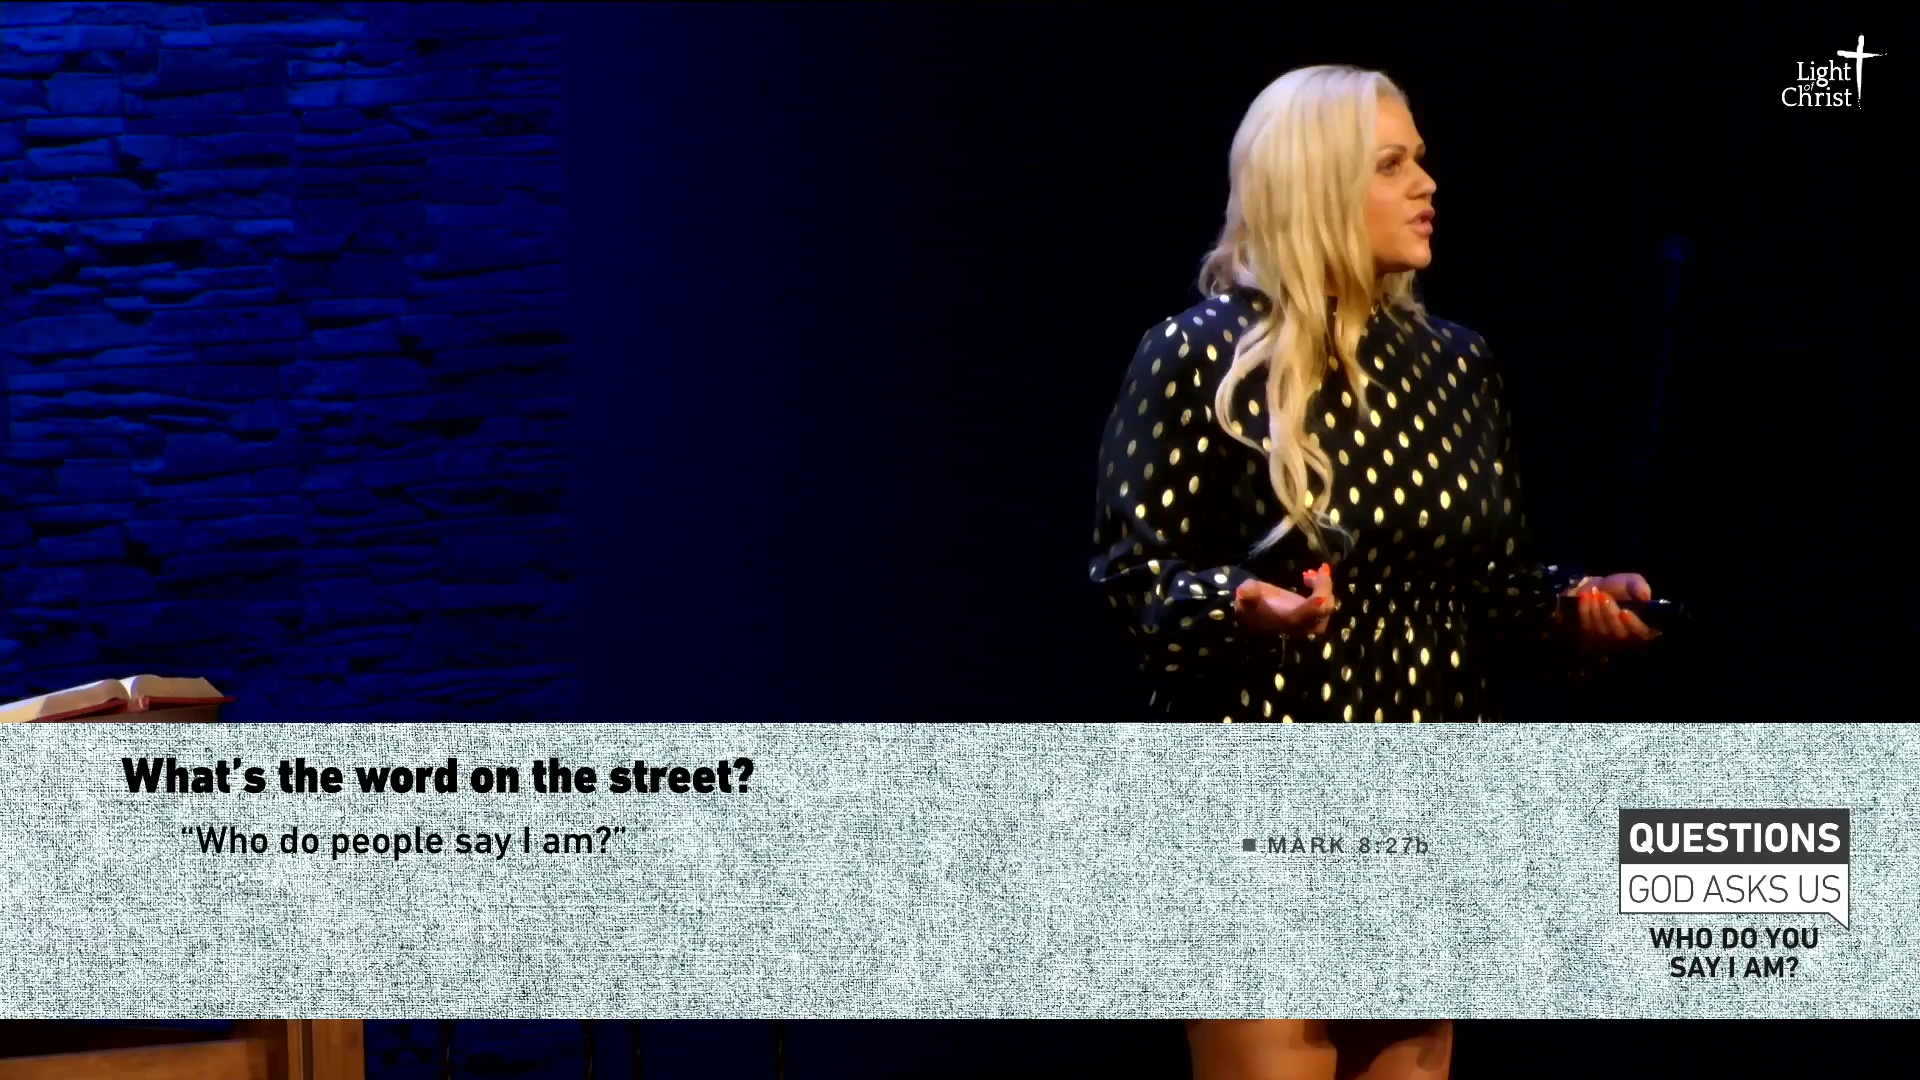 Light
of
Christ
What's the word on the street?
"Who do people say I am?"
■ MARK 8:27b
QUESTIONS
GOD ASKS US
WHO DO YOU
SAY I AM?